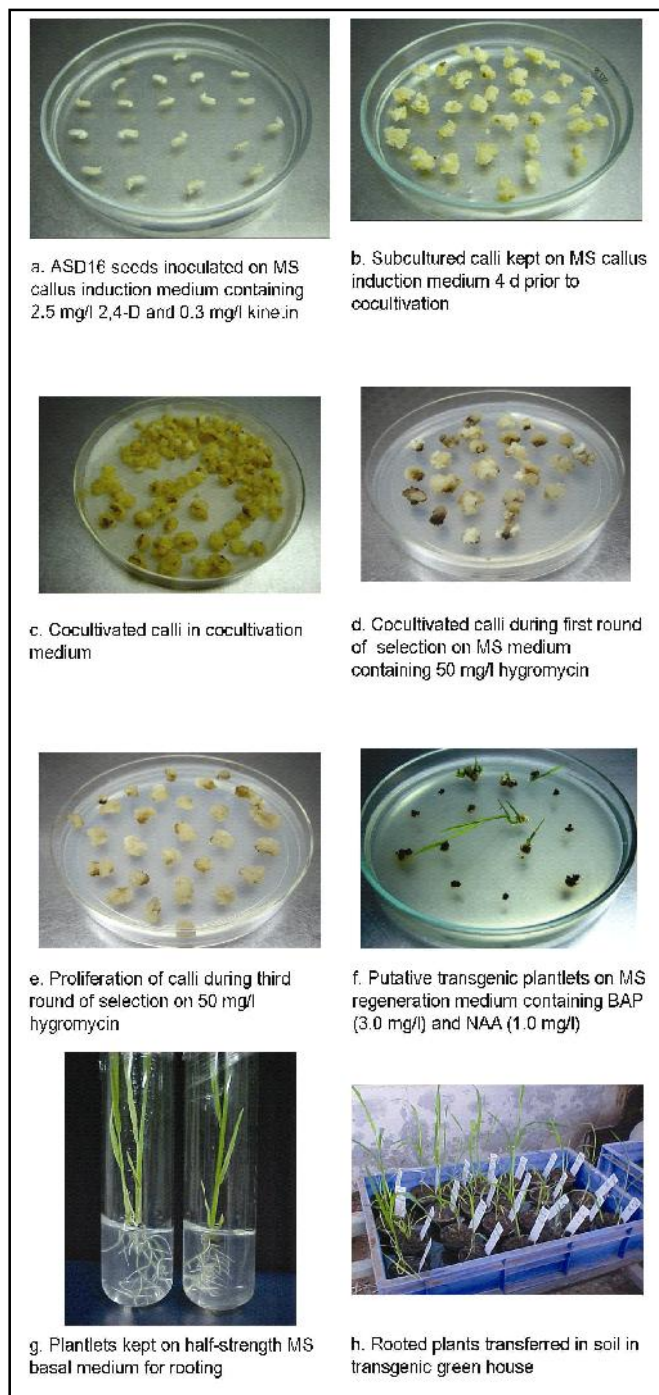 a. ASD16 seeds inoculated on MS
callus induction medium containing
2.5 mg/l 2,4-D and 0.3 mg/l kine.in
b. Subcultured calli kept on MS callus
induction medium 4 d prior to
cocultivation
c. Cocultivated calli in cocultivation
medium
d. Cocultivated calli during first round
of selection on MS medium
containing 50 mg/l hygromycin
e. Proliferation of calli during third
round of selection on 50 mg/l
hygromycin
f. Putative transgenic plantlets on MS
regeneration medium containing BAP
(3.0 mg/l) and NAA (1.0 mg/l)
g. Plantlets kept on half-strength MS
basal medium for rooting
h. Rooted plants transferred in soil in
transgenic green house